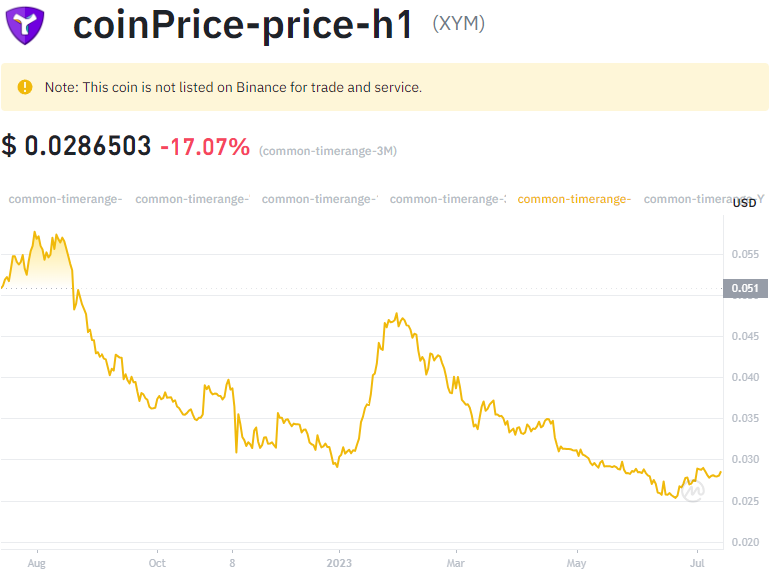 coinPrice-price-h1 (XYM)
Note: This coin is not listed on Binance for trade and service.
$ 0.0286503 -17.07% (common-timerange-3M)
common-timerange- common-timerange- common-timerange- common-timerange- common-timerange- common-timerange-Y
USD
0.055
0.051
0.045
0.040
0.035
0.030
0.025
0.020
Aug Oct 8 2023 Mar May Jul